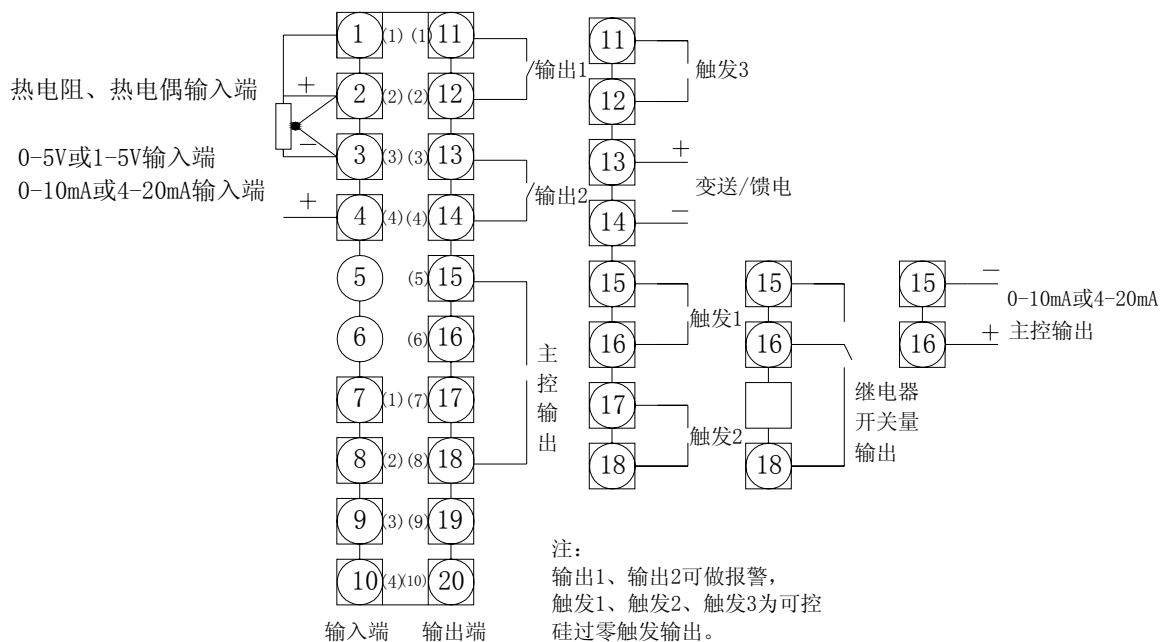 1 (1) (1 11
热电阻、热电偶输入端
+ 2 (2) (2) 12
输出1
- 3 (3) (3) 13
0-5V或1-5V输入端
0-10mA或4-20mA输入端
+ 4 (4) (4) 14
输出2
5 (5) 15
6 (6) 16
7 (1) (7) 17
8 (2) (8) 18
9 (3) (9) 19
10 (4) (10) 20
主
控
输
出
输入端 输出端
11
12
触发3
13 +
变送/馈电
14 -
15
16
触发1
17
18
触发2
15
16
18
继电器
开关量
输出
15 -
0-10mA或4-20mA
16 + 主控输出
注：
输出1、输出2可做报警，
触发1、触发2、触发3为可控
硅过零触发输出。